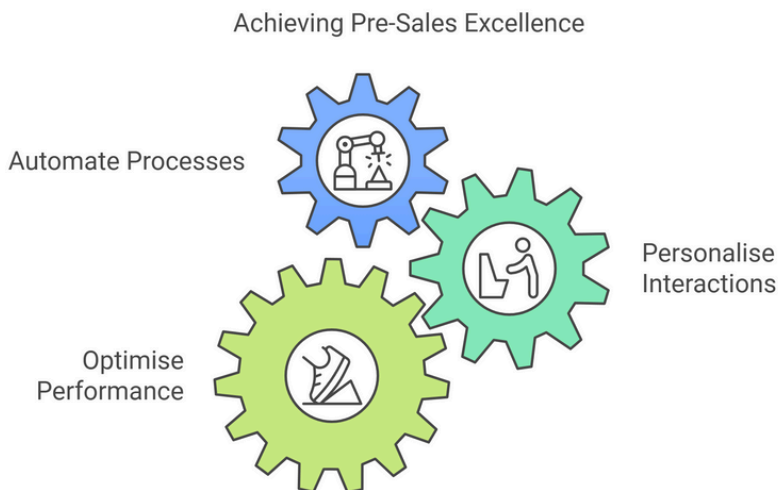 Achieving Pre-Sales Excellence
Automate Processes
Personalise
Interactions
Optimise
Performance